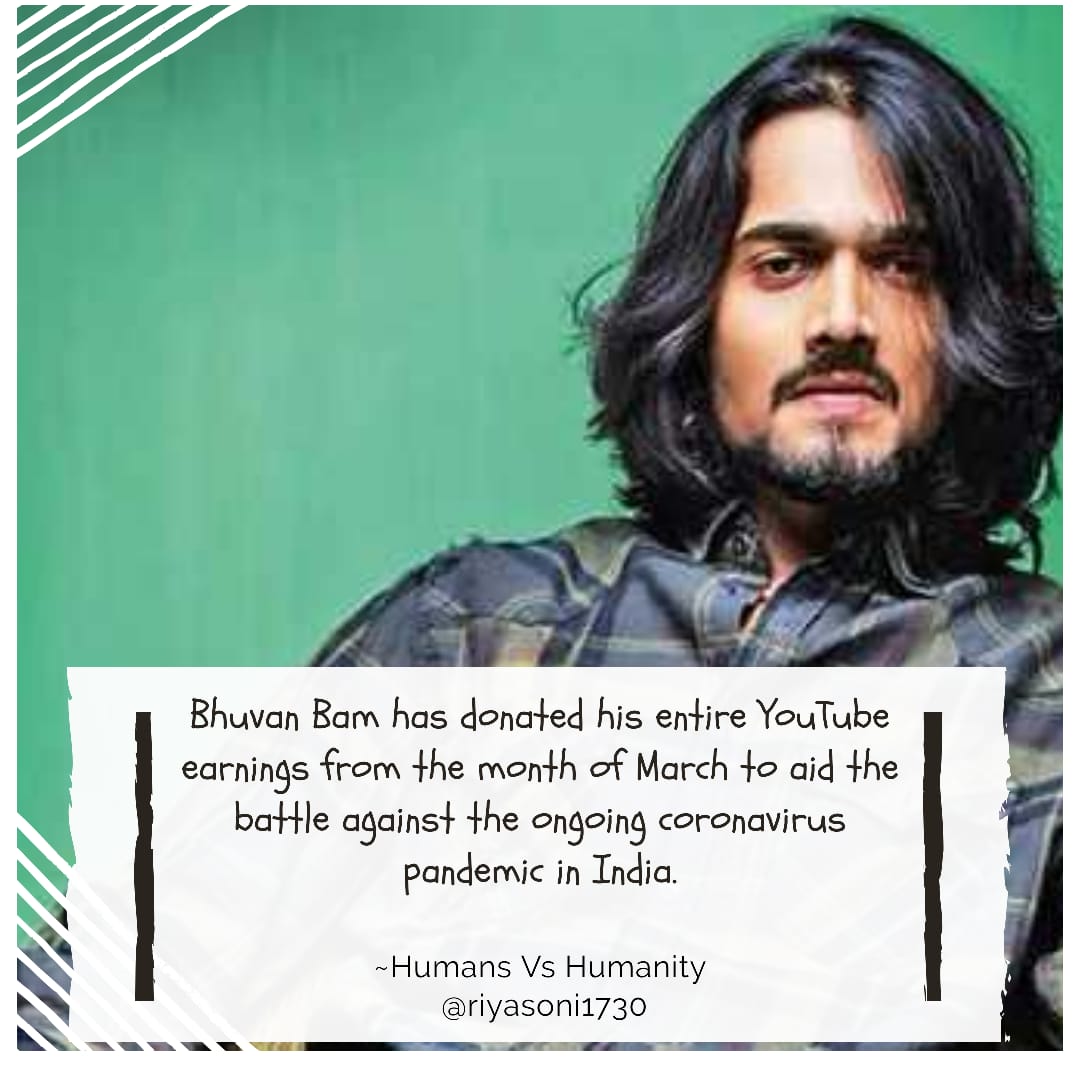 Bhuvan Bam has donated his entire YouTube
earnings from the month of March to aid the
battle against the ongoing coronavirus
pandemic in India.
~Humans Vs Humanity
@riyasoni1730